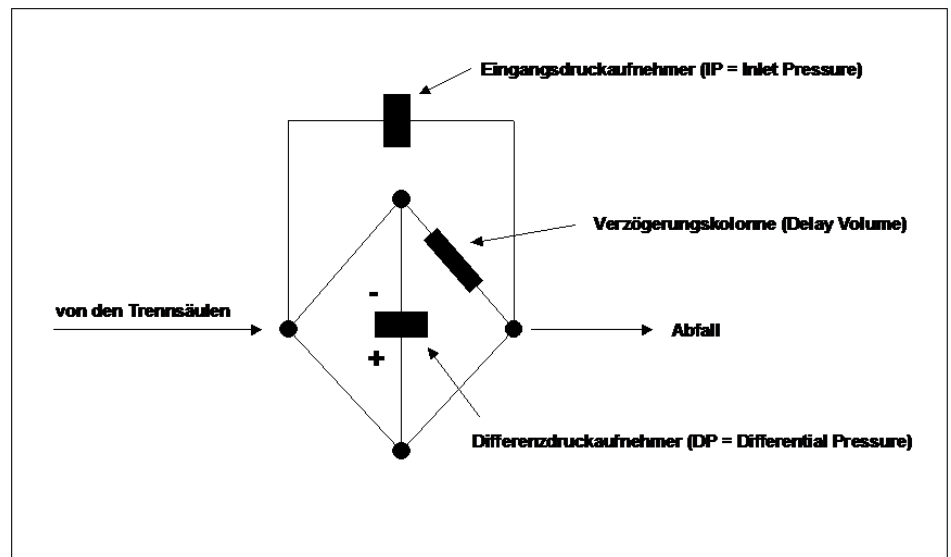 Eingangsdruckaufnehmer (IP = Inlet Pressure)
Verzögerungskolonne (Delay Volume)
-
von den Trennsäulen
Abfall
+
Differenzdruckaufnehmer (DP = Differential Pressure)